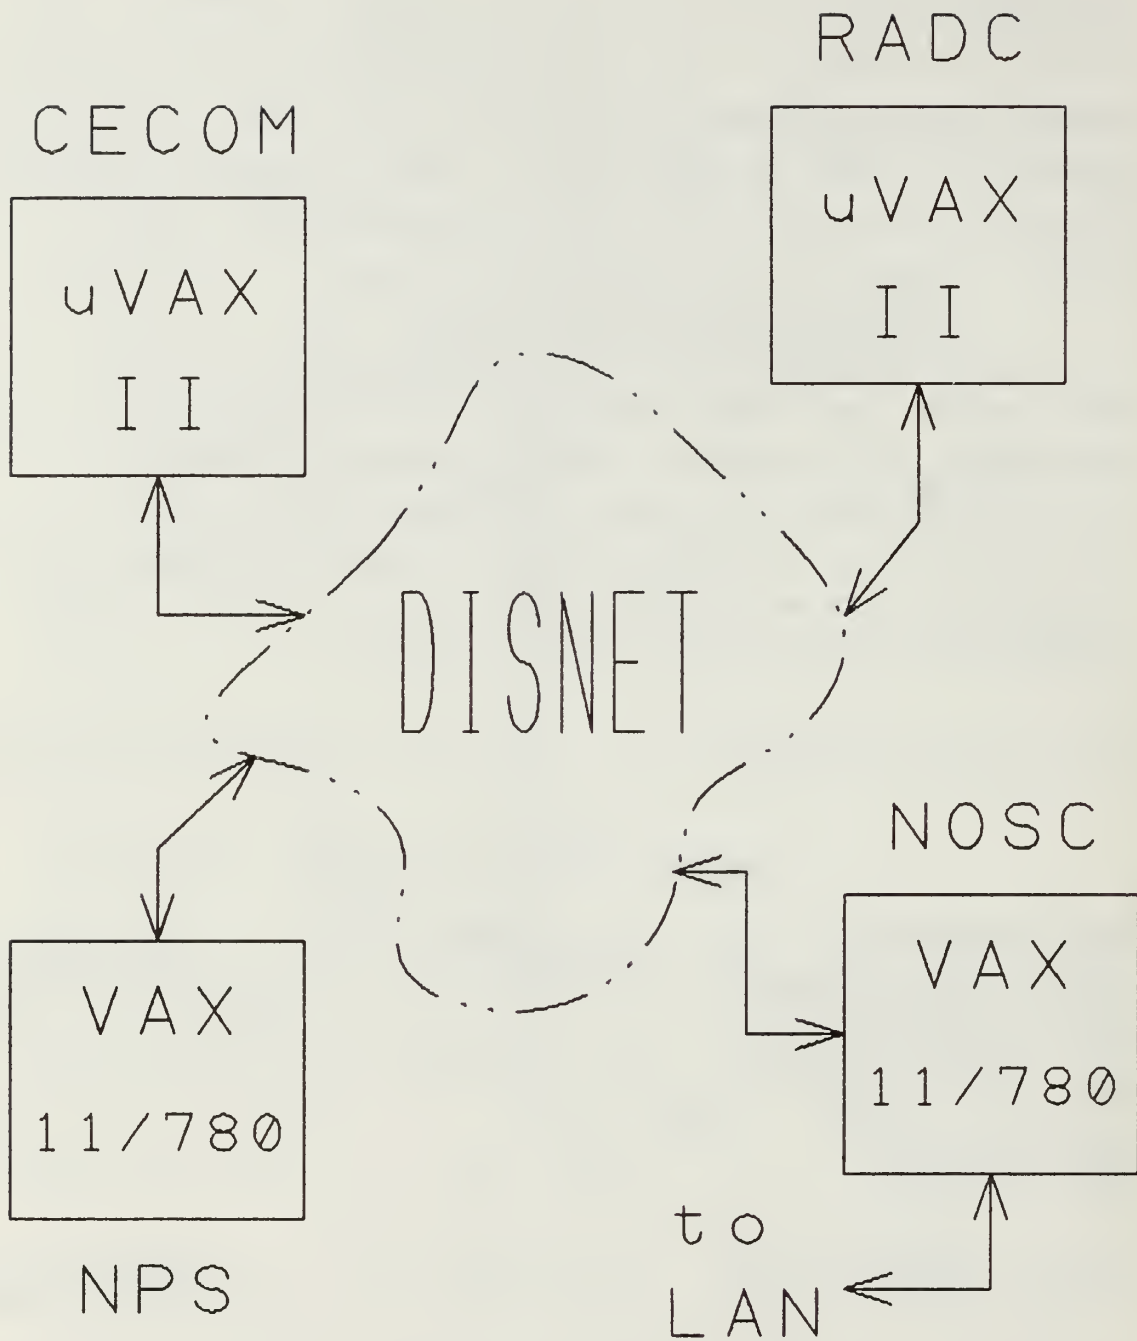 RADC
CECOM
uVAX
II
uVAX
II
DISNET
NOSC
VAX
11/780
VAX
11/780
NPS
to
LAN